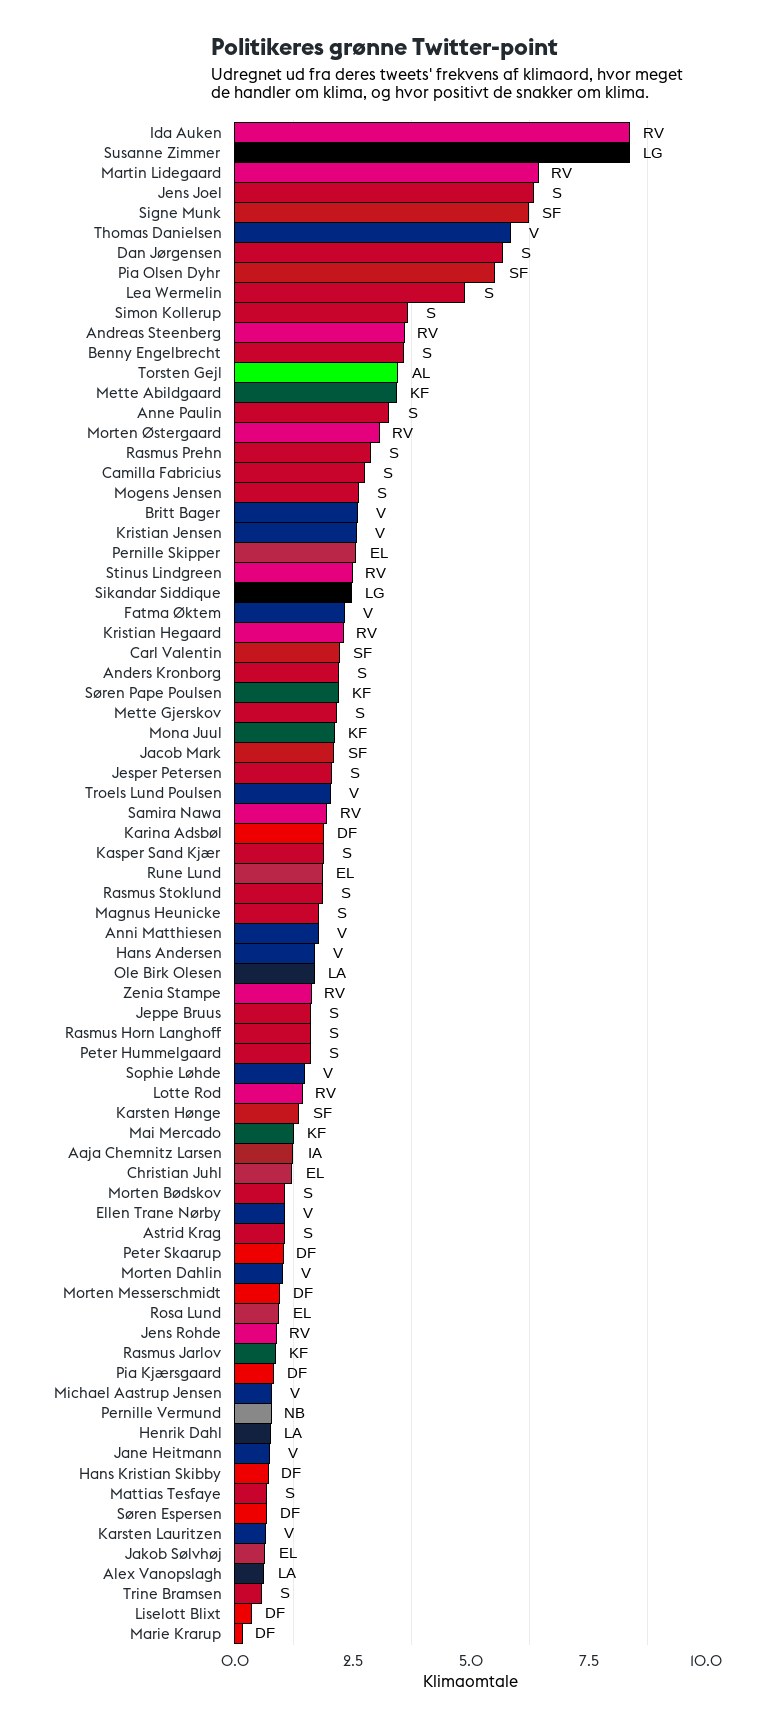 Politikeres grønne Twitter-point
Udregnet ud fra deres tweets' frekvens af klimaord, hvor meget
de handler om klima, og hvor positivt de snakker om klima.
Ida Auken RV
Susanne Zimmer LG
Martin Lidegaard RV
Jens Joel S
Signe Munk SF
Thomas Danielsen V
Dan Jørgensen S
Pia Olsen Dyhr SF
Lea Wermelin S
Simon Kollerup S
Andreas Steenberg RV
Benny Engelbrecht S
Torsten Gejl AL
Mette Abildgaard KF
Anne Paulin S
Morten Østergaard RV
Rasmus Prehn S
Camilla Fabricius S
Mogens Jensen S
Britt Bager V
Kristian Jensen V
Pernille Skipper EL
Stinus Lindgreen RV
Sikandar Siddique LG
Fatma Øktem V
Kristian Hegaard RV
Carl Valentin SF
Anders Kronborg S
Søren Pape Poulsen KF
Mette Gjerskov S
Mona Juul KF
Jacob Mark SF
Jesper Petersen S
Troels Lund Poulsen V
Samira Nawa RV
Karina Adsbøl DF
Kasper Sand Kjær S
Rune Lund EL
Rasmus Stoklund S
Magnus Heunicke S
Anni Matthiesen V
Hans Andersen V
Ole Birk Olesen LA
Zenia Stampe RV
Jeppe Bruus S
Rasmus Horn Langhoff S
Peter Hummelgaard S
Sophie Løhde V
Lotte Rod RV
Karsten Hønge SF
Mai Mercado KF
Aaja Chemnitz Larsen IA
Christian Juhl EL
Morten Bødskov S
Ellen Trane Nørby V
Astrid Krag S
Peter Skaarup DF
Morten Dahlin V
Morten Messerschmidt DF
Rosa Lund EL
Jens Rohde RV
Rasmus Jarlov KF
Pia Kjærsgaard DF
Michael Aastrup Jensen V
Pernille Vermund NB
Henrik Dahl LA
Jane Heitmann V
Hans Kristian Skibby DF
Mattias Tesfaye S
Søren Espersen DF
Karsten Lauritzen V
Jakob Sølvhøj EL
Alex Vanopslagh LA
Trine Bramsen S
Liselott Blixt DF
Marie Krarup DF
0.0 2.5 5.0 7.5 10.0
Klimaomtale